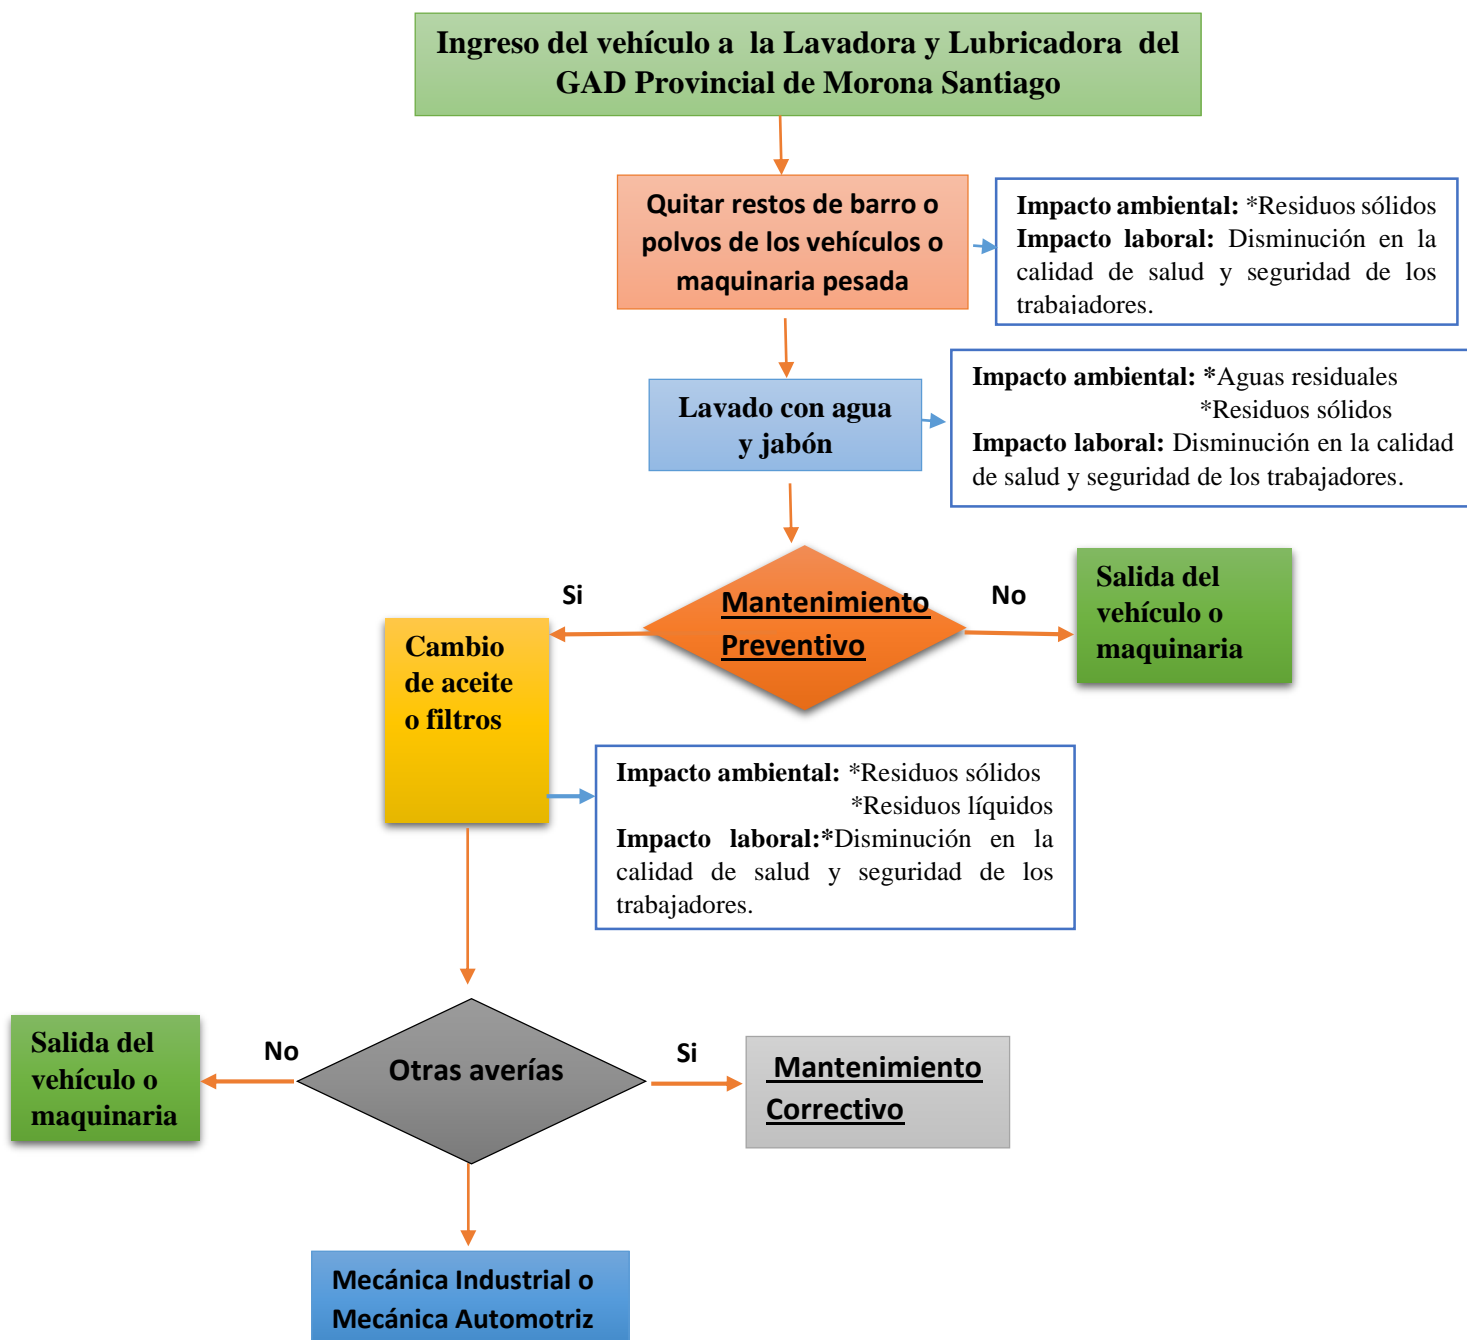 Ingreso del vehículo a la Lavadora y Lubricadora del
GAD Provincial de Morona Santiago
Quitar restos de barro o
polvos de los vehículos o
maquinaria pesada
Impacto ambiental: *Residuos sólidos
Impacto laboral: Disminución en la
calidad de salud y seguridad de los
trabajadores.
Lavado con agua
y jabón
Impacto ambiental: *Aguas residuales
*Residuos sólidos
Impacto laboral: Disminución en la calidad
de salud y seguridad de los trabajadores.
Si
Mantenimiento
Preventivo
No
Salida del
vehículo o
maquinaria
Cambio
de aceite
o filtros
Impacto ambiental: *Residuos sólidos
*Residuos líquidos
Impacto laboral:*Disminución en la
calidad de salud y seguridad de los
trabajadores.
Salida del
vehículo o
maquinaria
No
Otras averías
Si
Mantenimiento
Correctivo
Mecánica Industrial o
Mecánica Automotriz